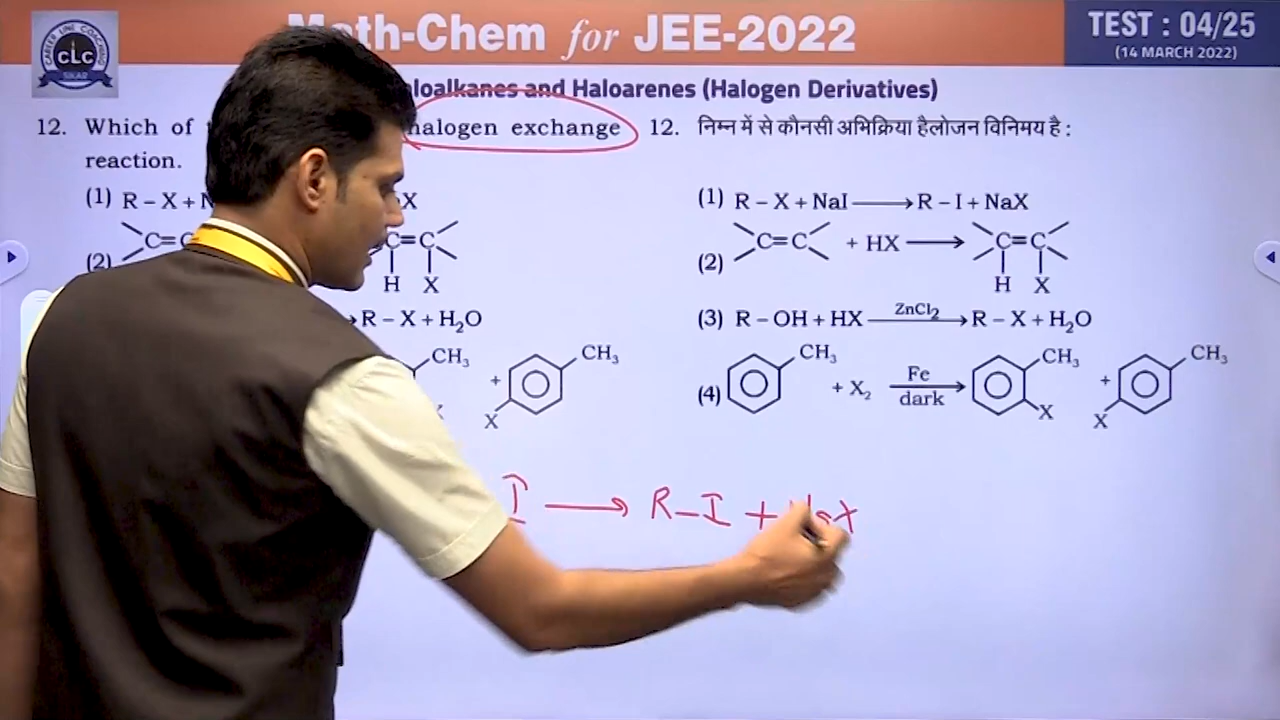 Math-Chem for JEE-2022
TEST : 04/25
(14 MARCH 2022)
CAREER LINE COACHING
CLC
SIKAR
loalkanes and Haloarenes (Halogen Derivatives)
12. Which of halogen exchange
reaction.
(1) R – X + N X
(2) C=C C=C
H X
R – X + H₂O
CH₃ + CH₃
X
12. निम्न में से कौनसी अभिक्रिया हैलोजन विनिमय है :
(1) R – X + NaI ⟶ R – I + NaX
(2) C=C + HX ⟶ C=C
H X
(3) R – OH + HX ZnCl₂ ⟶ R – X + H₂O
(4) CH₃ + X₂ Fe dark ⟶ CH₃ X + CH₃ X
I ⟶ R–I + NaX